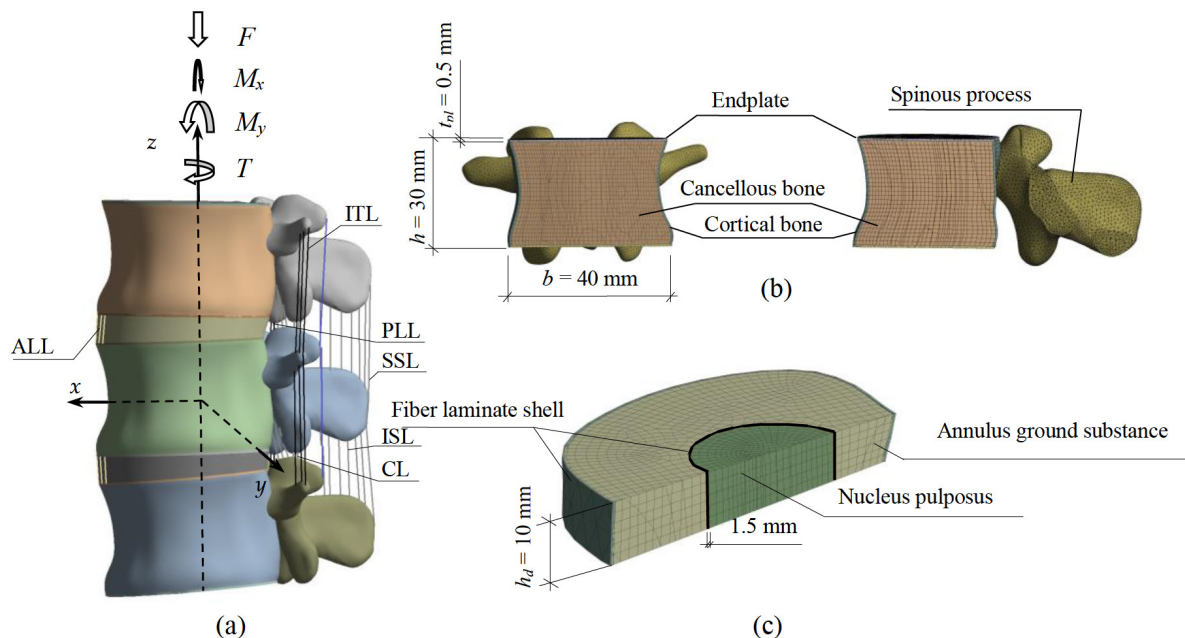 F
Mx
My
z
T
ITL
ALL
PLL
SSL
x
ISL
CL
y
(a)
tpl = 0.5 mm
h = 30 mm
b = 40 mm
Endplate
Spinous process
Cancellous bone
Cortical bone
(b)
Fiber laminate shell
Annulus ground substance
Nucleus pulposus
1.5 mm
hd = 10 mm
(c)